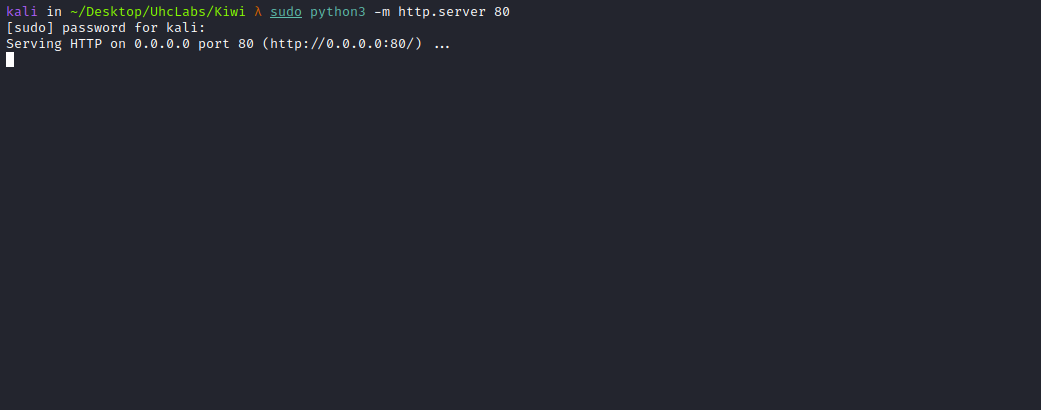 kali in ~/Desktop/UhcLabs/Kiwi λ sudo python3 -m http.server 80
[sudo] password for kali:
Serving HTTP on 0.0.0.0 port 80 (http://0.0.0.0:80/) ...